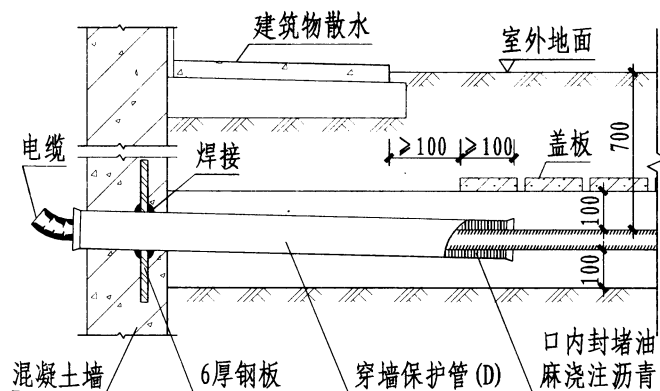 建筑物散水
室外地面
700
电缆
焊接
≥100
≥100
盖板
100
100
混凝土墙
6厚钢板
穿墙保护管(D)
口内封堵油
麻浇注沥青